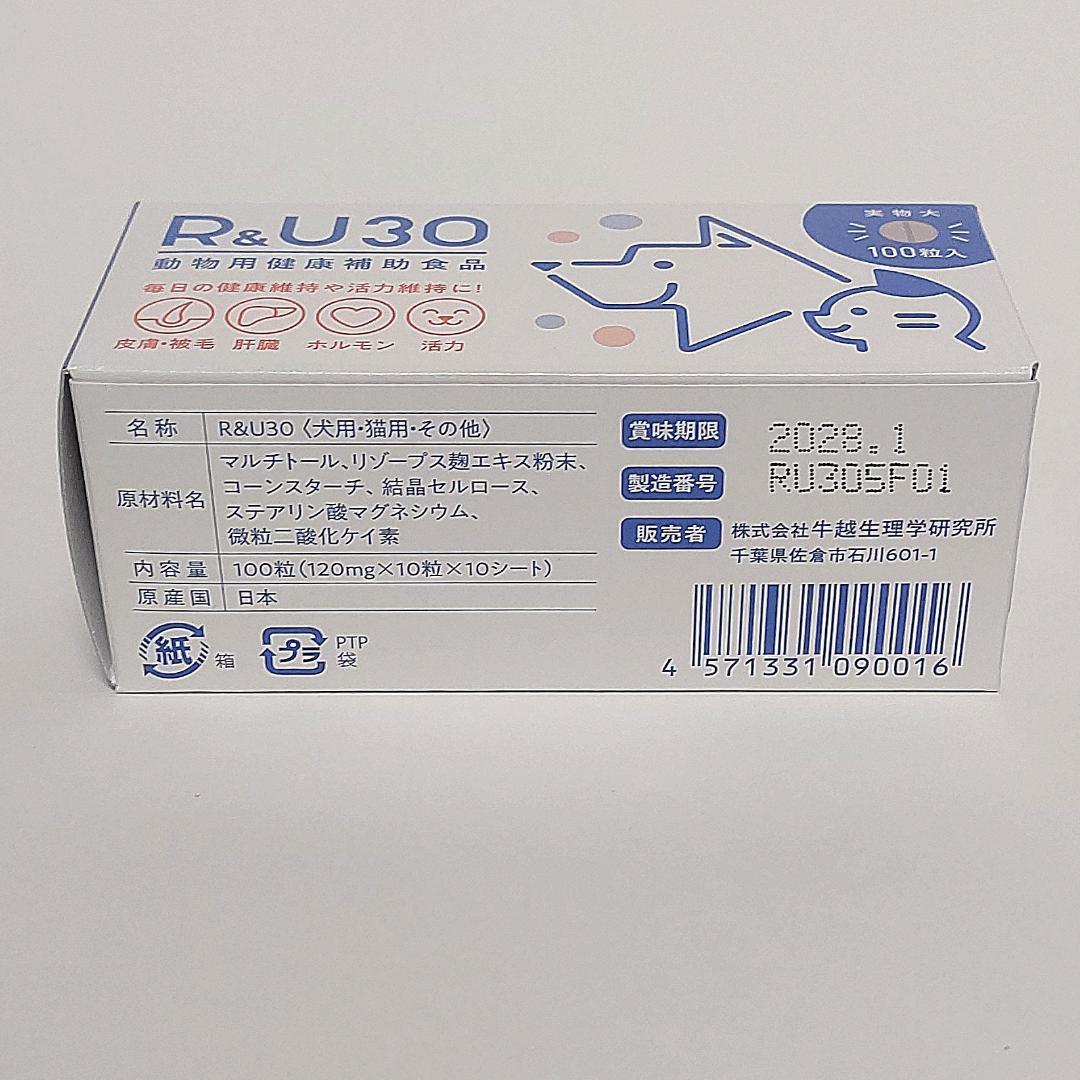 R&U30
動物用健康補助食品
毎日の健康維持や活力維持に!
皮膚・被毛 肝臓 ホルモン 活力
実物大
100粒入
名称 R&U30〈犬用・猫用・その他〉
原材料名 マルチトール、リゾープス麹エキス粉末、
コーンスターチ、結晶セルロース、
ステアリン酸マグネシウム、
微粒二酸化ケイ素
内容量 100粒(120mg×10粒×10シート)
原産国 日本
紙 箱
プラ PTP
袋
賞味期限 2028.1
製造番号 RU305F01
販売者 株式会社牛越生理学研究所
千葉県佐倉市石川601-1
4 571331 090016